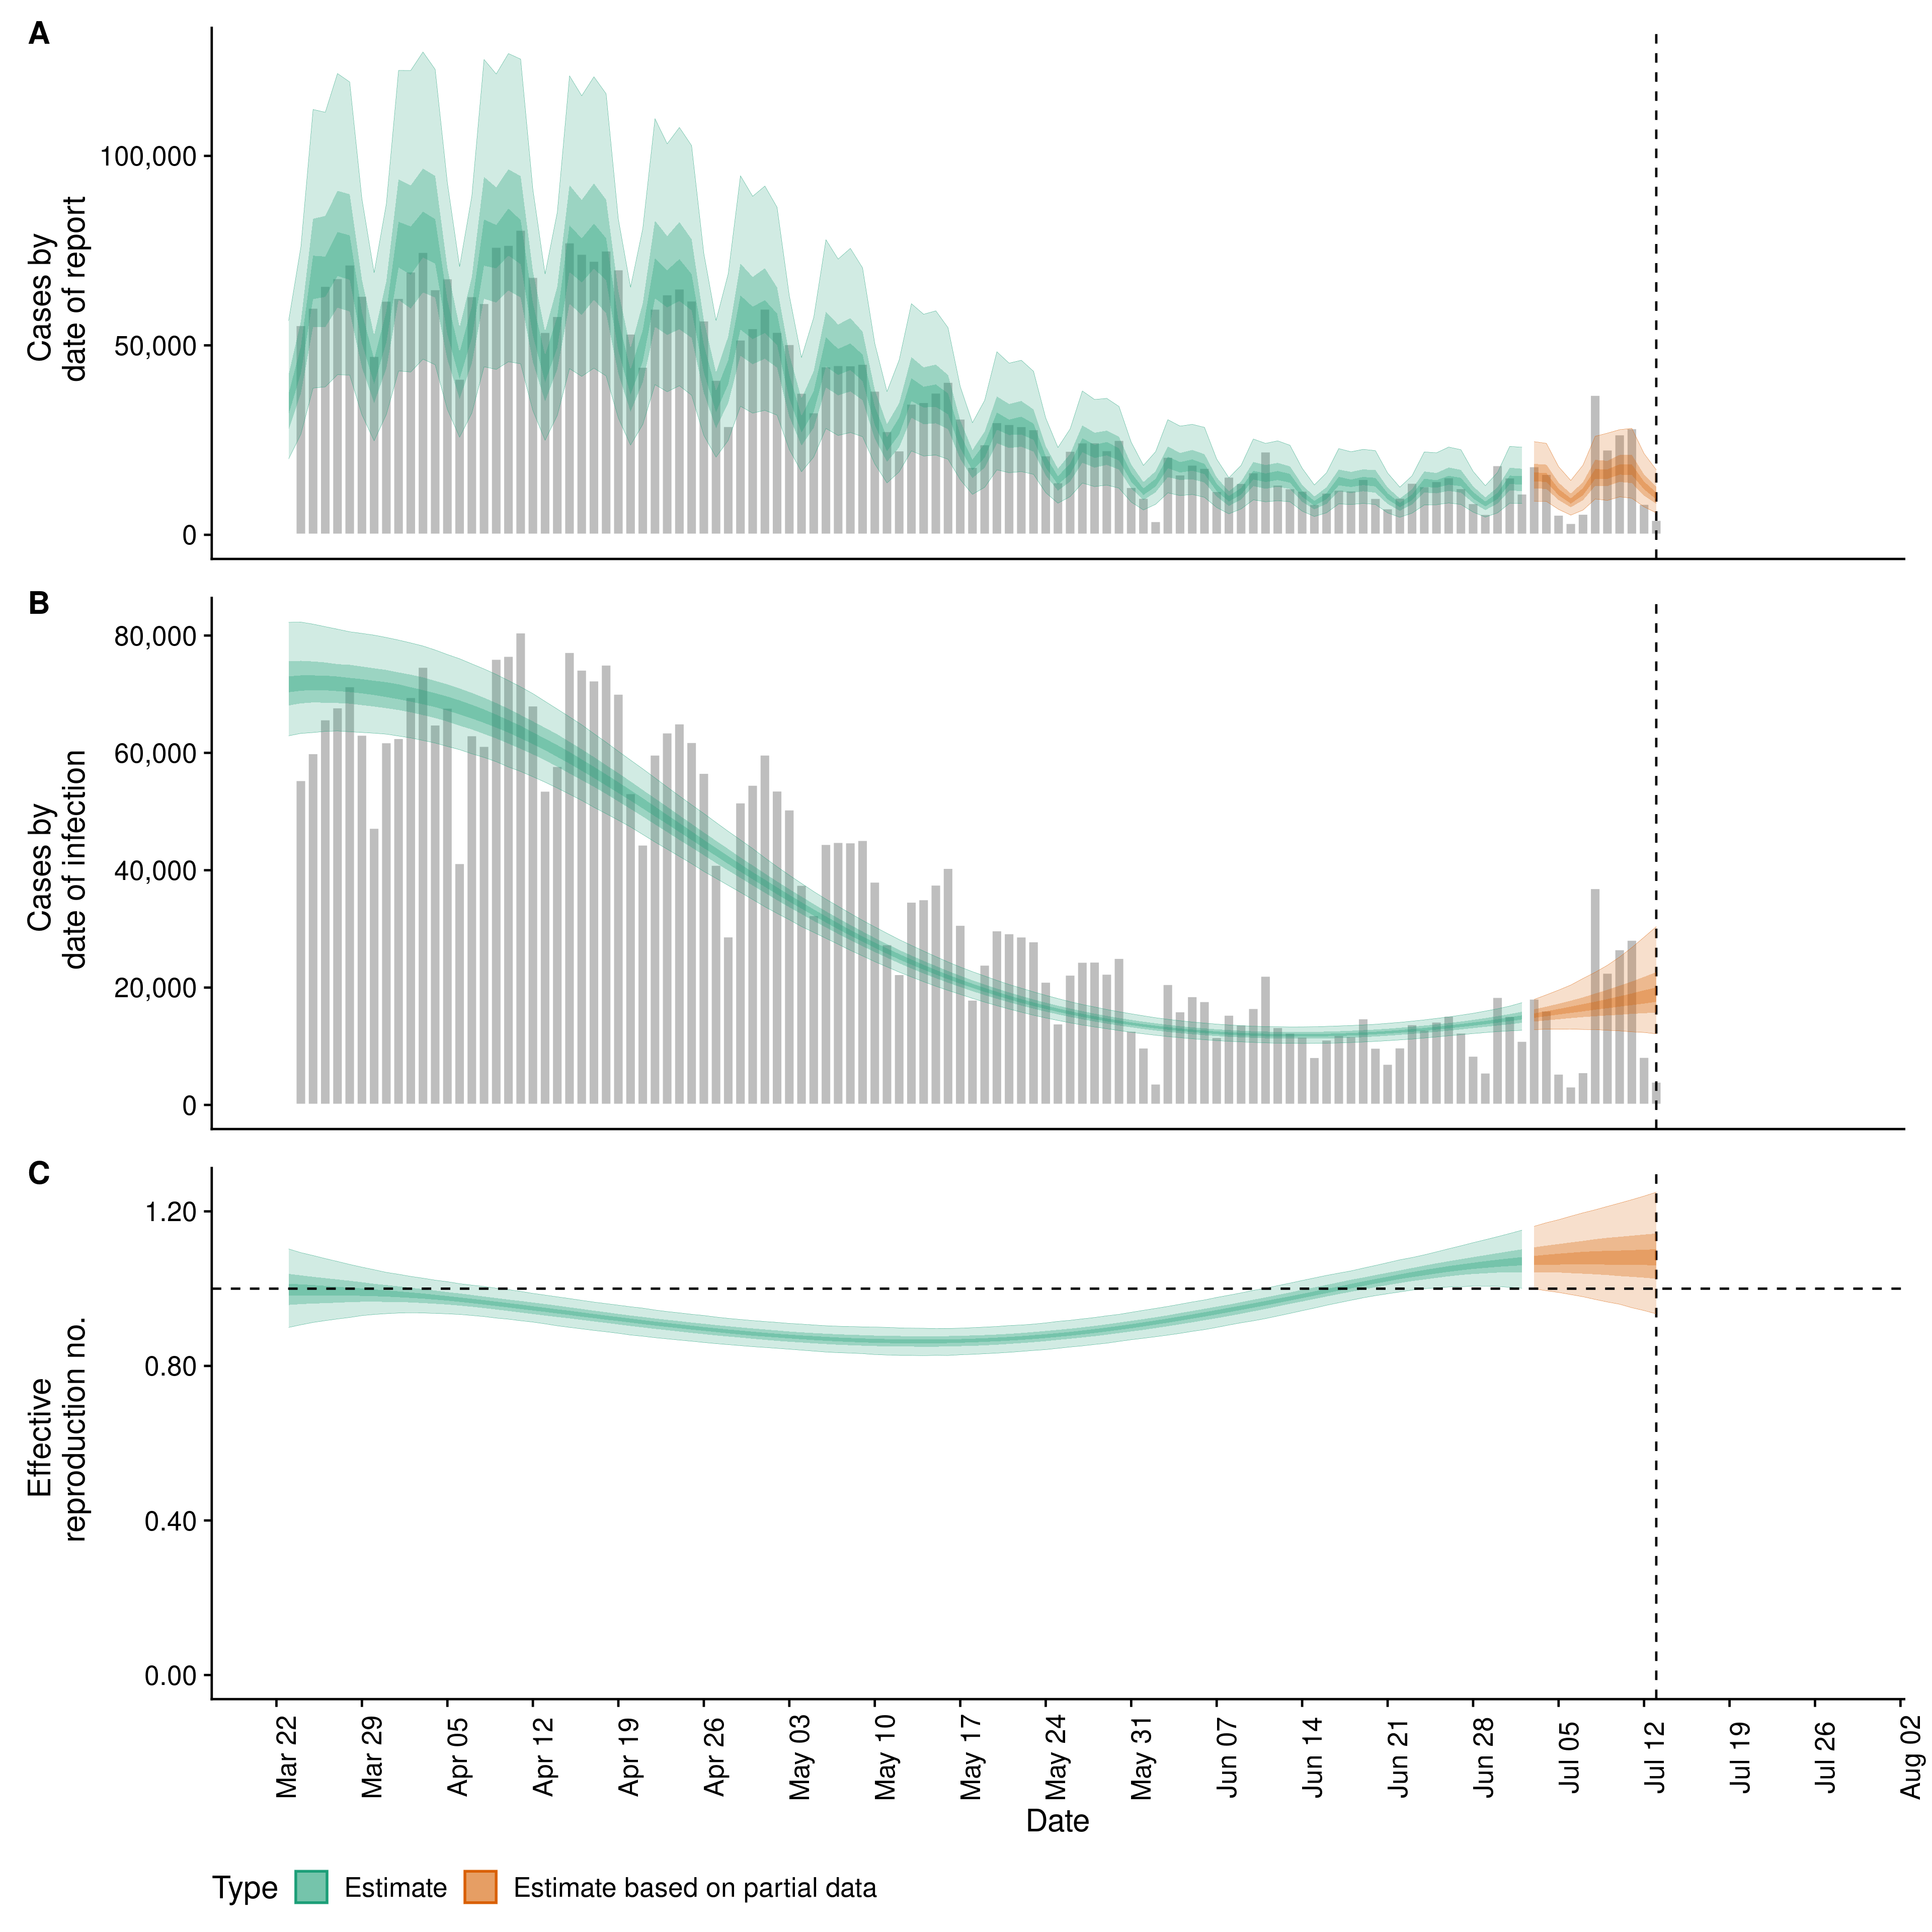 A
Cases by
date of report
100,000
50,000
0
B
Cases by
date of infection
80,000
60,000
40,000
20,000
0
C
Effective
reproduction no.
1.20
0.80
0.40
0.00
Mar 22
Mar 29
Apr 05
Apr 12
Apr 19
Apr 26
May 03
May 10
May 17
May 24
May 31
Jun 07
Jun 14
Jun 21
Jun 28
Jul 05
Jul 12
Jul 19
Jul 26
Aug 02
Date
Type Estimate Estimate based on partial data